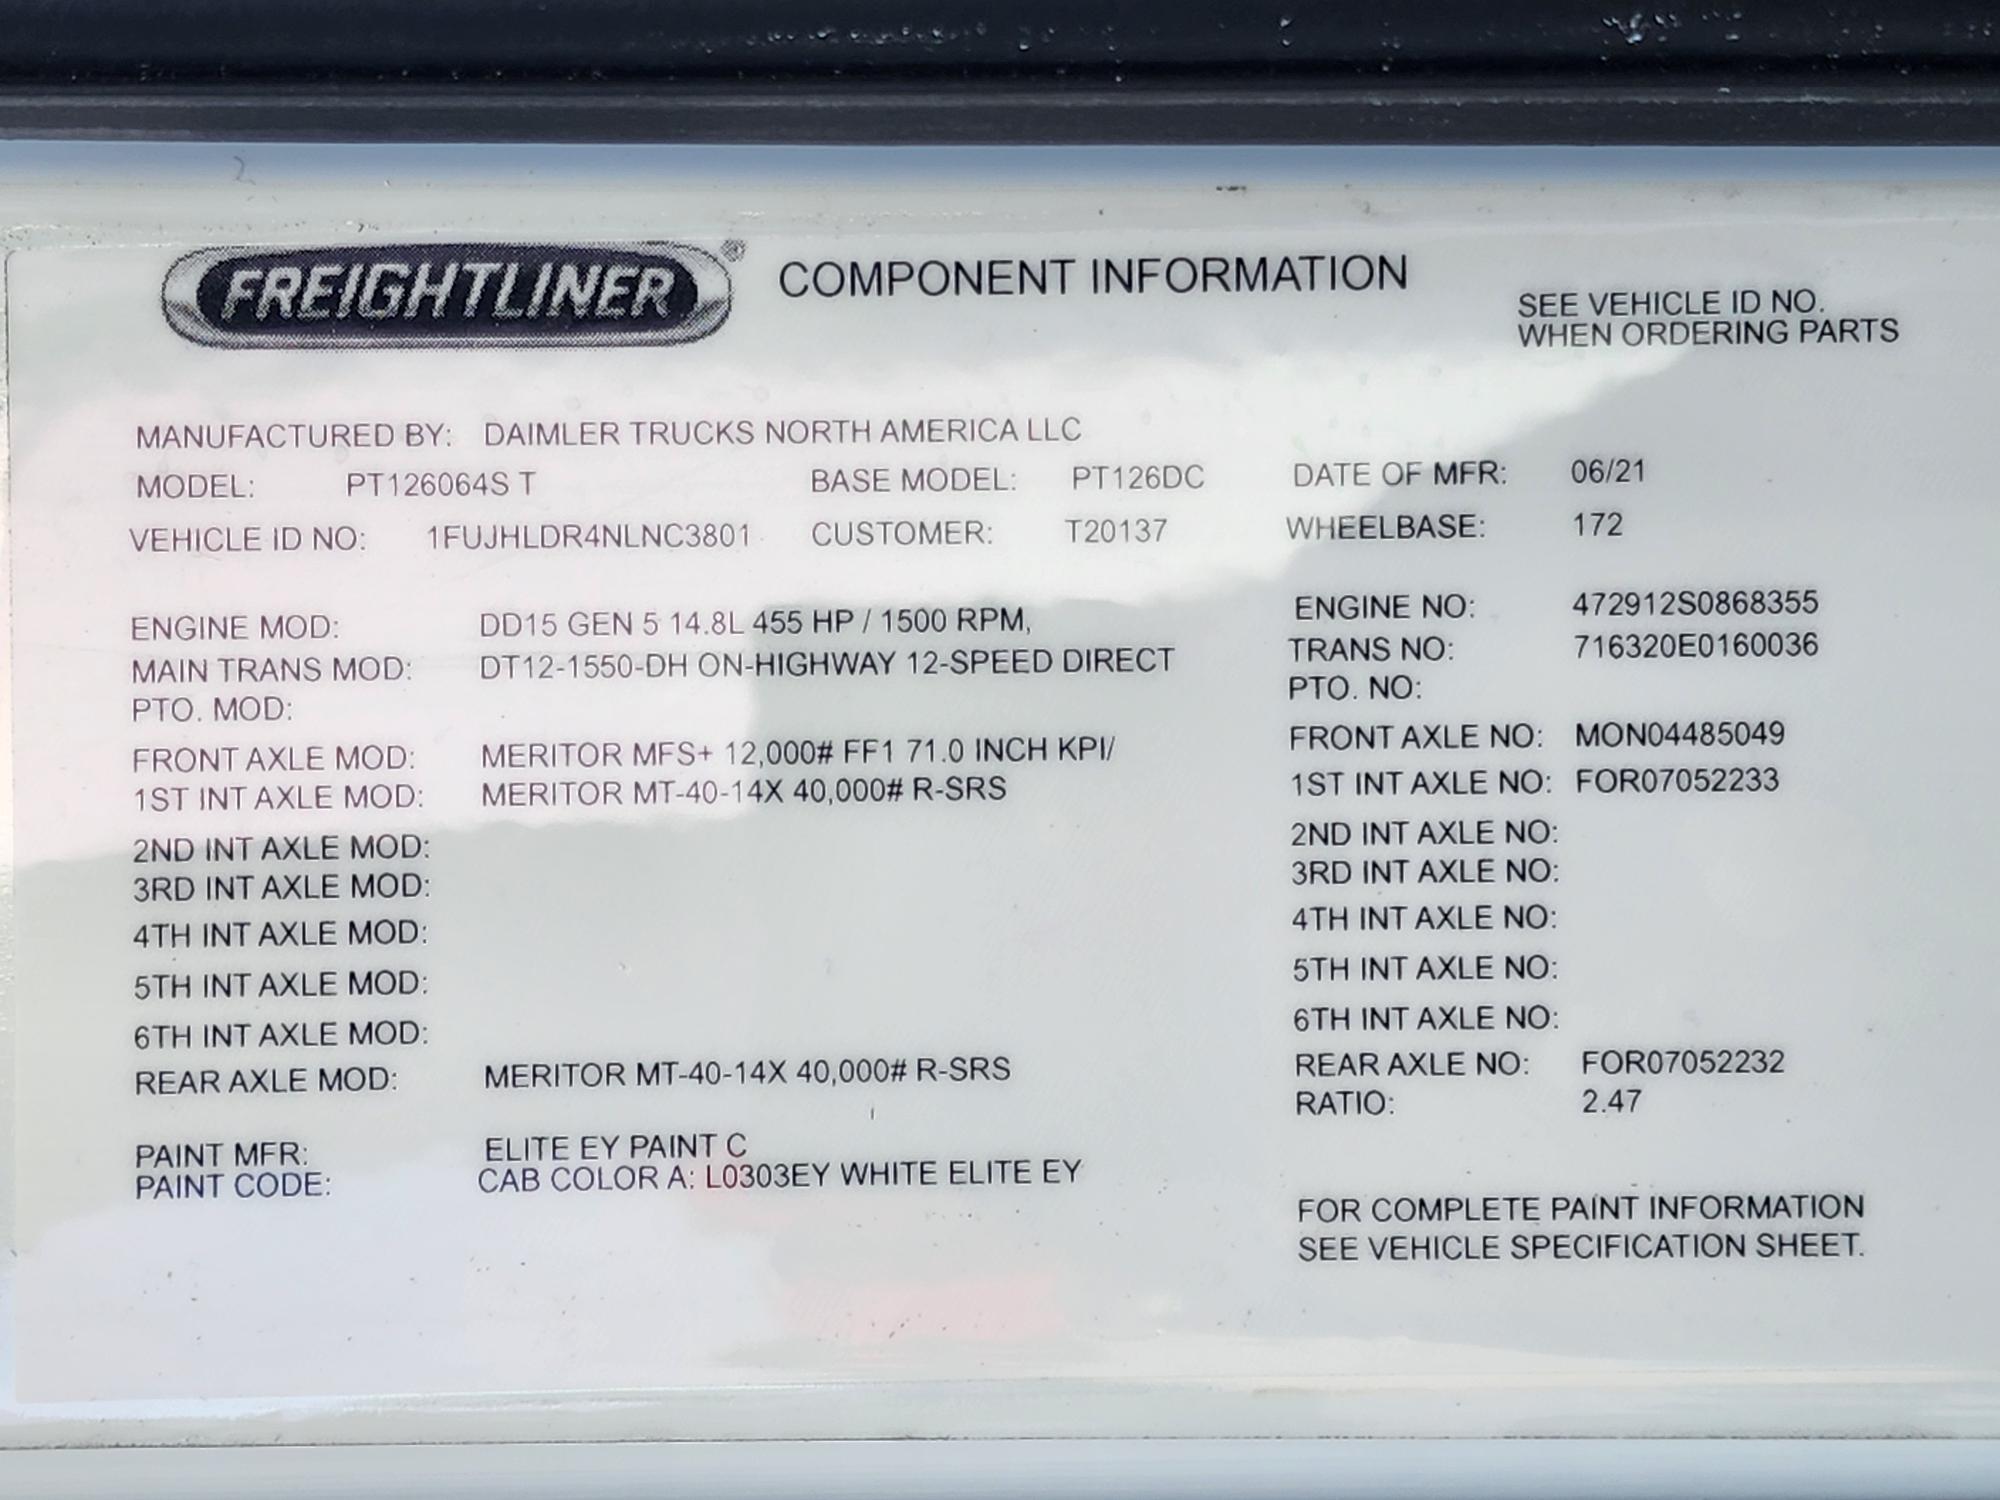 FREIGHTLINER® COMPONENT INFORMATION
SEE VEHICLE ID NO.
WHEN ORDERING PARTS
MANUFACTURED BY: DAIMLER TRUCKS NORTH AMERICA LLC
MODEL: PT126064S T BASE MODEL: PT126DC DATE OF MFR: 06/21
VEHICLE ID NO: 1FUJHLDR4NLNC3801 CUSTOMER: T20137 WHEELBASE: 172
ENGINE MOD: DD15 GEN 5 14.8L 455 HP / 1500 RPM, ENGINE NO: 472912S0868355
MAIN TRANS MOD: DT12-1550-DH ON-HIGHWAY 12-SPEED DIRECT TRANS NO: 716320E0160036
PTO. MOD: PTO. NO:
FRONT AXLE MOD: MERITOR MFS+ 12,000# FF1 71.0 INCH KPI/ FRONT AXLE NO: MON04485049
1ST INT AXLE MOD: MERITOR MT-40-14X 40,000# R-SRS 1ST INT AXLE NO: FOR07052233
2ND INT AXLE MOD: 2ND INT AXLE NO:
3RD INT AXLE MOD: 3RD INT AXLE NO:
4TH INT AXLE MOD: 4TH INT AXLE NO:
5TH INT AXLE MOD: 5TH INT AXLE NO:
6TH INT AXLE MOD: 6TH INT AXLE NO:
REAR AXLE MOD: MERITOR MT-40-14X 40,000# R-SRS REAR AXLE NO: FOR07052232
RATIO: 2.47
PAINT MFR: ELITE EY PAINT C
PAINT CODE: CAB COLOR A: L0303EY WHITE ELITE EY
FOR COMPLETE PAINT INFORMATION
SEE VEHICLE SPECIFICATION SHEET.